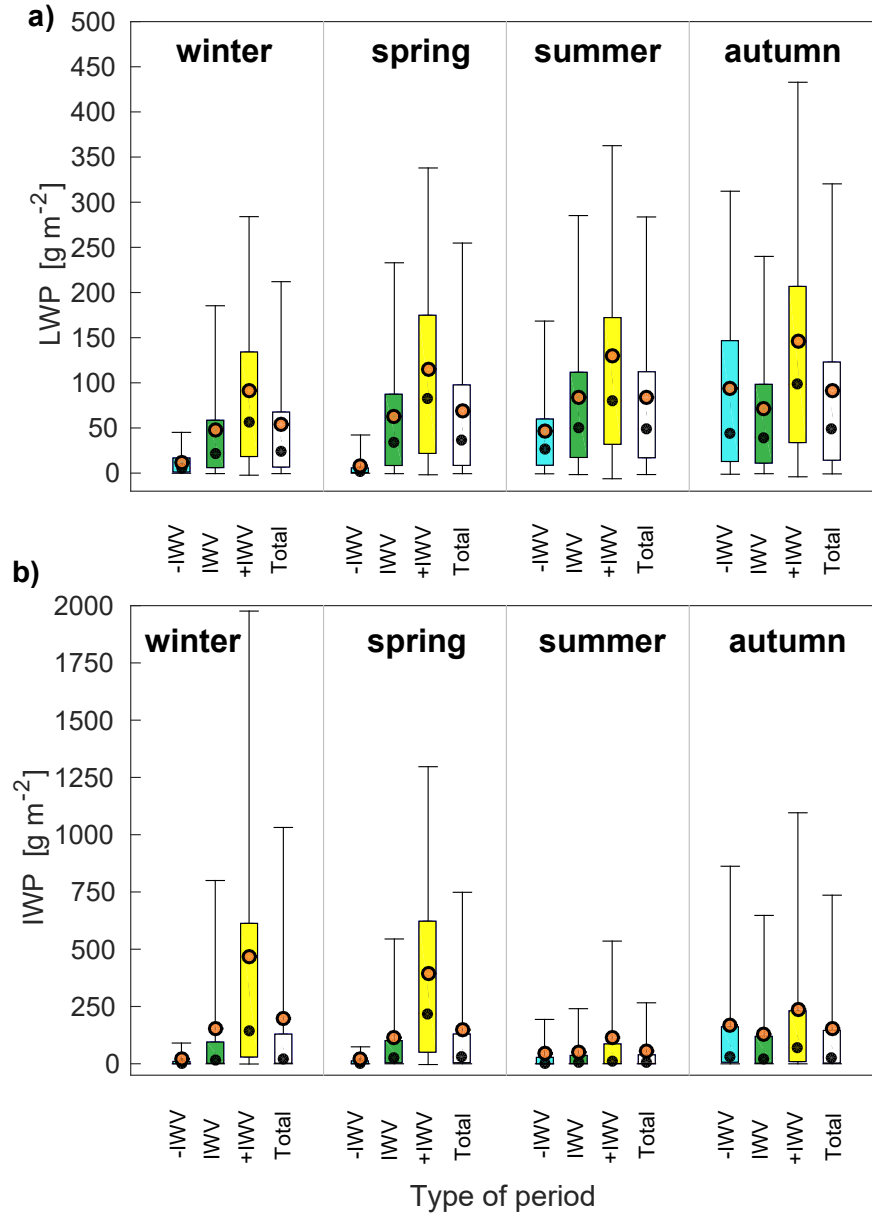 a)
winter spring summer autumn
500
450
400
350
300
250
200
150
100
50
0
LWP [g m⁻²]
-IWV IWV +IWV Total -IWV IWV +IWV Total -IWV IWV +IWV Total -IWV IWV +IWV Total
b)
winter spring summer autumn
2000
1750
1500
1250
1000
750
500
250
0
IWP [g m⁻²]
-IWV IWV +IWV Total -IWV IWV +IWV Total -IWV IWV +IWV Total -IWV IWV +IWV Total
Type of period